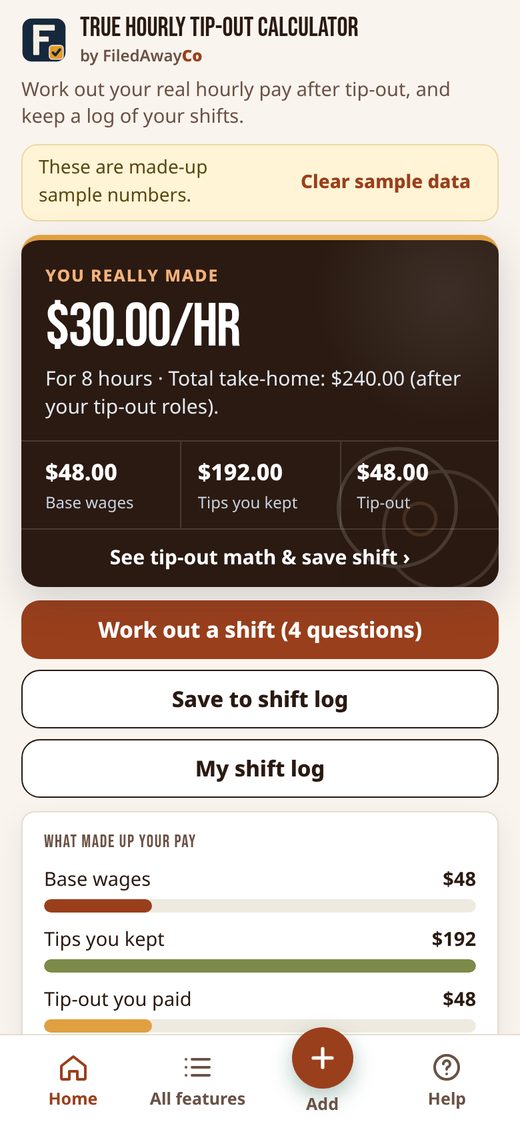 F
TRUE HOURLY TIP-OUT CALCULATOR
by FiledAwayCo
Work out your real hourly pay after tip-out, and
keep a log of your shifts.
These are made-up
sample numbers.
Clear sample data
YOU REALLY MADE
$30.00/HR
For 8 hours · Total take-home: $240.00 (after
your tip-out roles).
$48.00
Base wages
$192.00
Tips you kept
$48.00
Tip-out
See tip-out math & save shift ›
Work out a shift (4 questions)
Save to shift log
My shift log
WHAT MADE UP YOUR PAY
Base wages $48
Tips you kept $192
Tip-out you paid $48
Home
All features
Add
Help